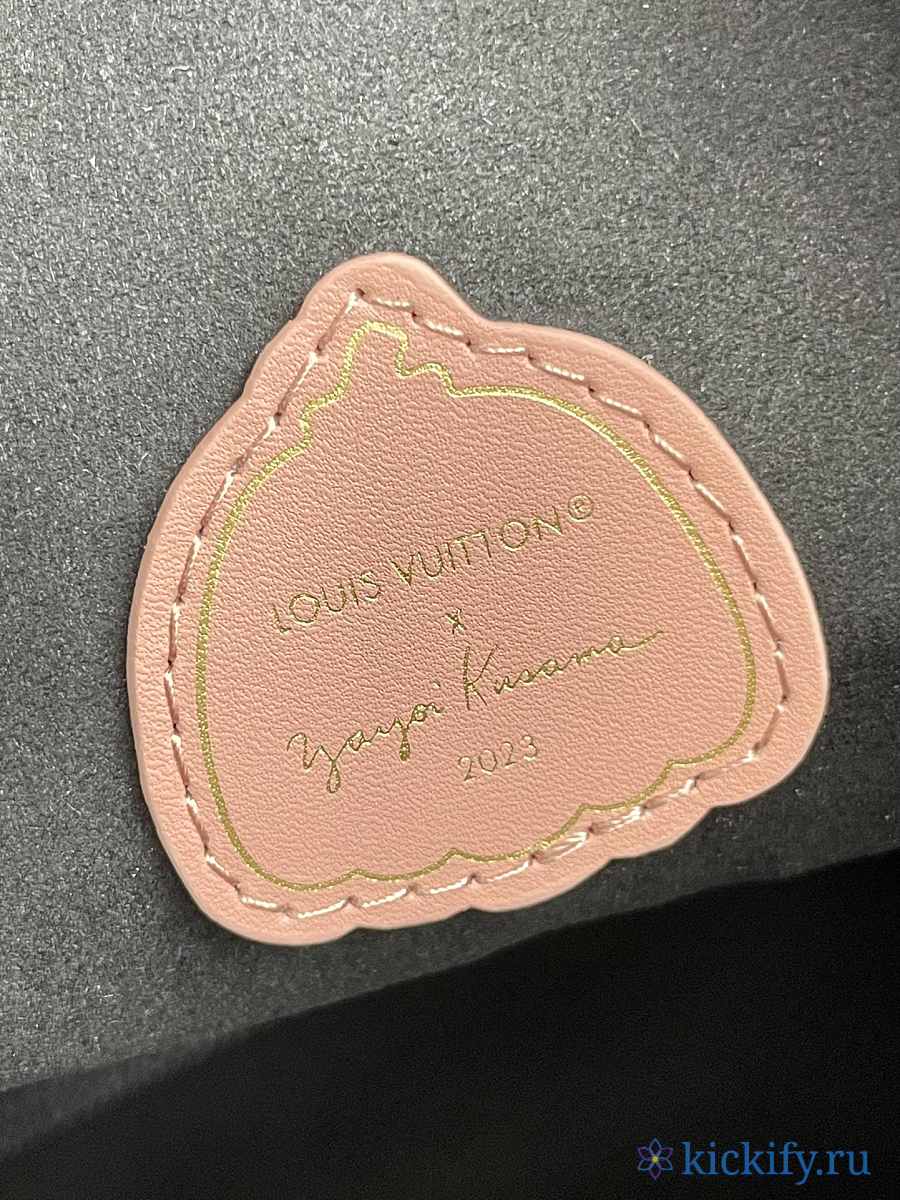 LOUIS VUITTON©
x
Yayoi Kusama
2023
kickify.ru